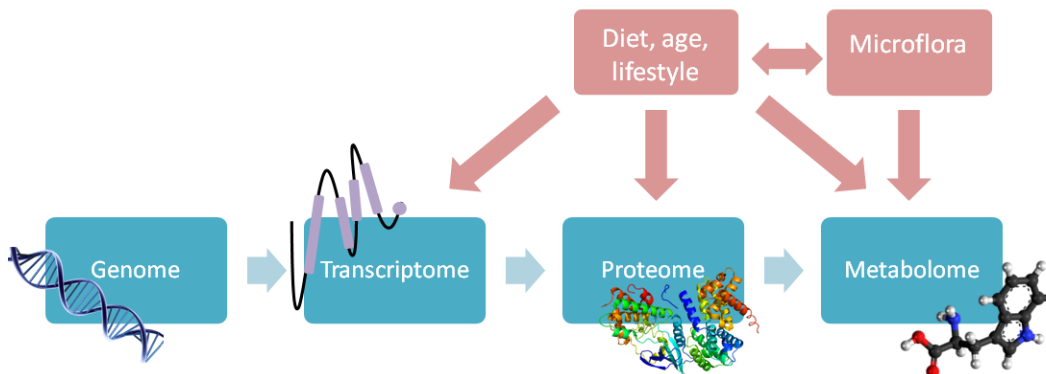 Diet, age,
lifestyle
Microflora
Genome
Transcriptome
Proteome
Metabolome